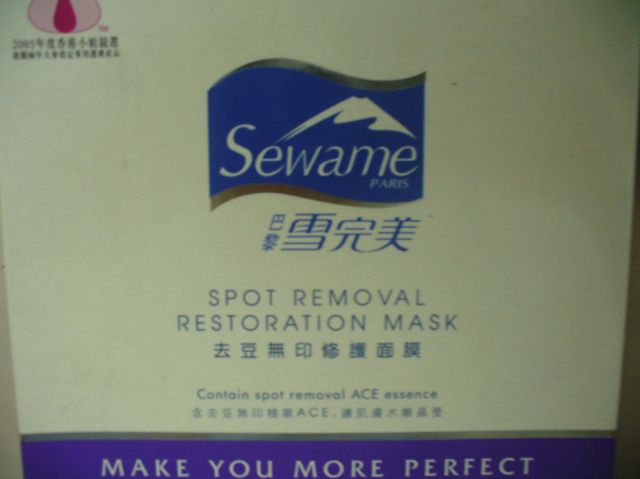 TM
2005年度香港小姐競選
Sewame
PARIS
巴黎 雪完美
SPOT REMOVAL
RESTORATION MASK
去豆無印修護面膜
Contain spot removal ACE essence
含去豆無印精華ACE,讓肌膚水嫩晶瑩
MAKE YOU MORE PERFECT